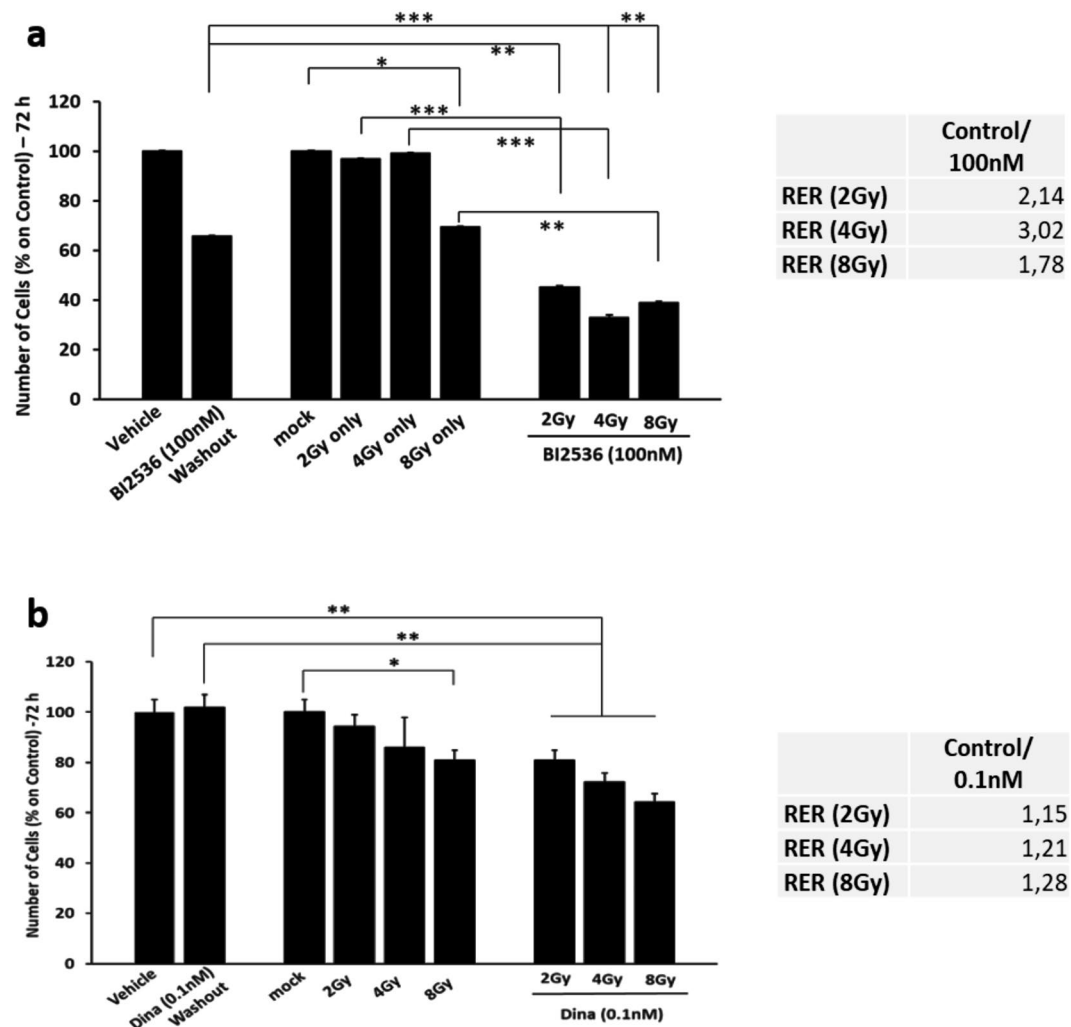 a
***
**
**
*
***
***
**
Number of Cells (% on Control) – 72 h
120
100
80
60
40
20
0
Vehicle
BI2536 (100nM)
Washout
mock
2Gy only
4Gy only
8Gy only
2Gy 4Gy 8Gy
BI2536 (100nM)
Control/
100nM
RER (2Gy) 2,14
RER (4Gy) 3,02
RER (8Gy) 1,78
b
**
**
*
Number of Cells (% on Control) -72 h
120
100
80
60
40
20
0
Vehicle
Dina (0.1nM)
Washout
mock
2Gy
4Gy
8Gy
2Gy 4Gy 8Gy
Dina (0.1nM)
Control/
0.1nM
RER (2Gy) 1,15
RER (4Gy) 1,21
RER (8Gy) 1,28